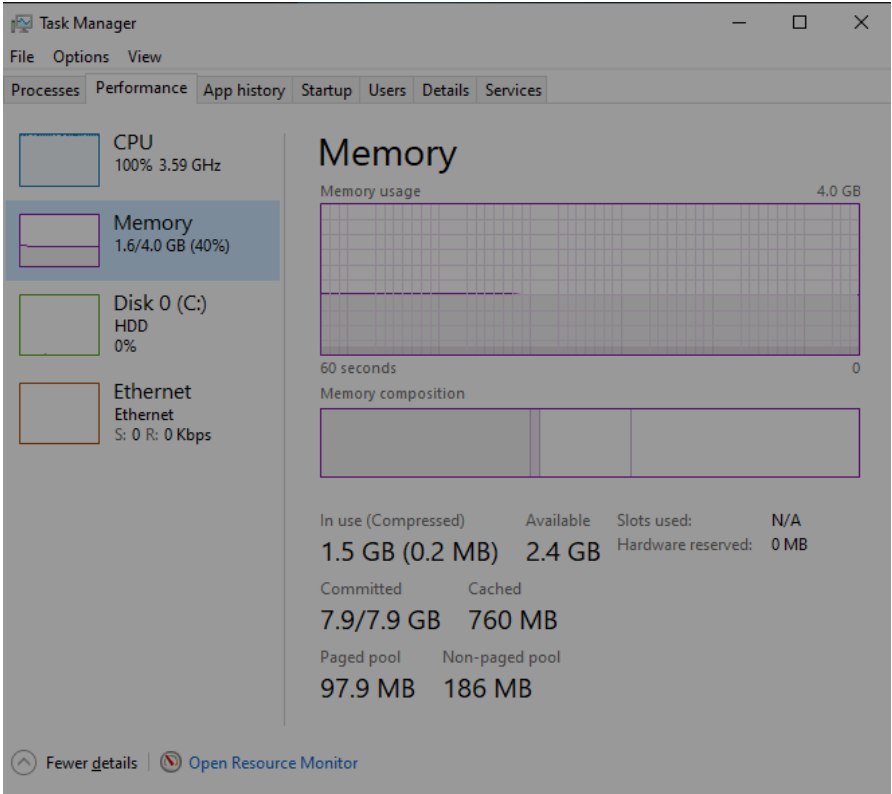 Task Manager
File Options View
Processes Performance App history Startup Users Details Services
CPU
100% 3.59 GHz
Memory
1.6/4.0 GB (40%)
Disk 0 (C:)
HDD
0%
Ethernet
Ethernet
S: 0 R: 0 Kbps
Memory
Memory usage 4.0 GB
60 seconds 0
Memory composition
In use (Compressed) Available Slots used: N/A
1.5 GB (0.2 MB) 2.4 GB Hardware reserved: 0 MB
Committed Cached
7.9/7.9 GB 760 MB
Paged pool Non-paged pool
97.9 MB 186 MB
Fewer details Open Resource Monitor